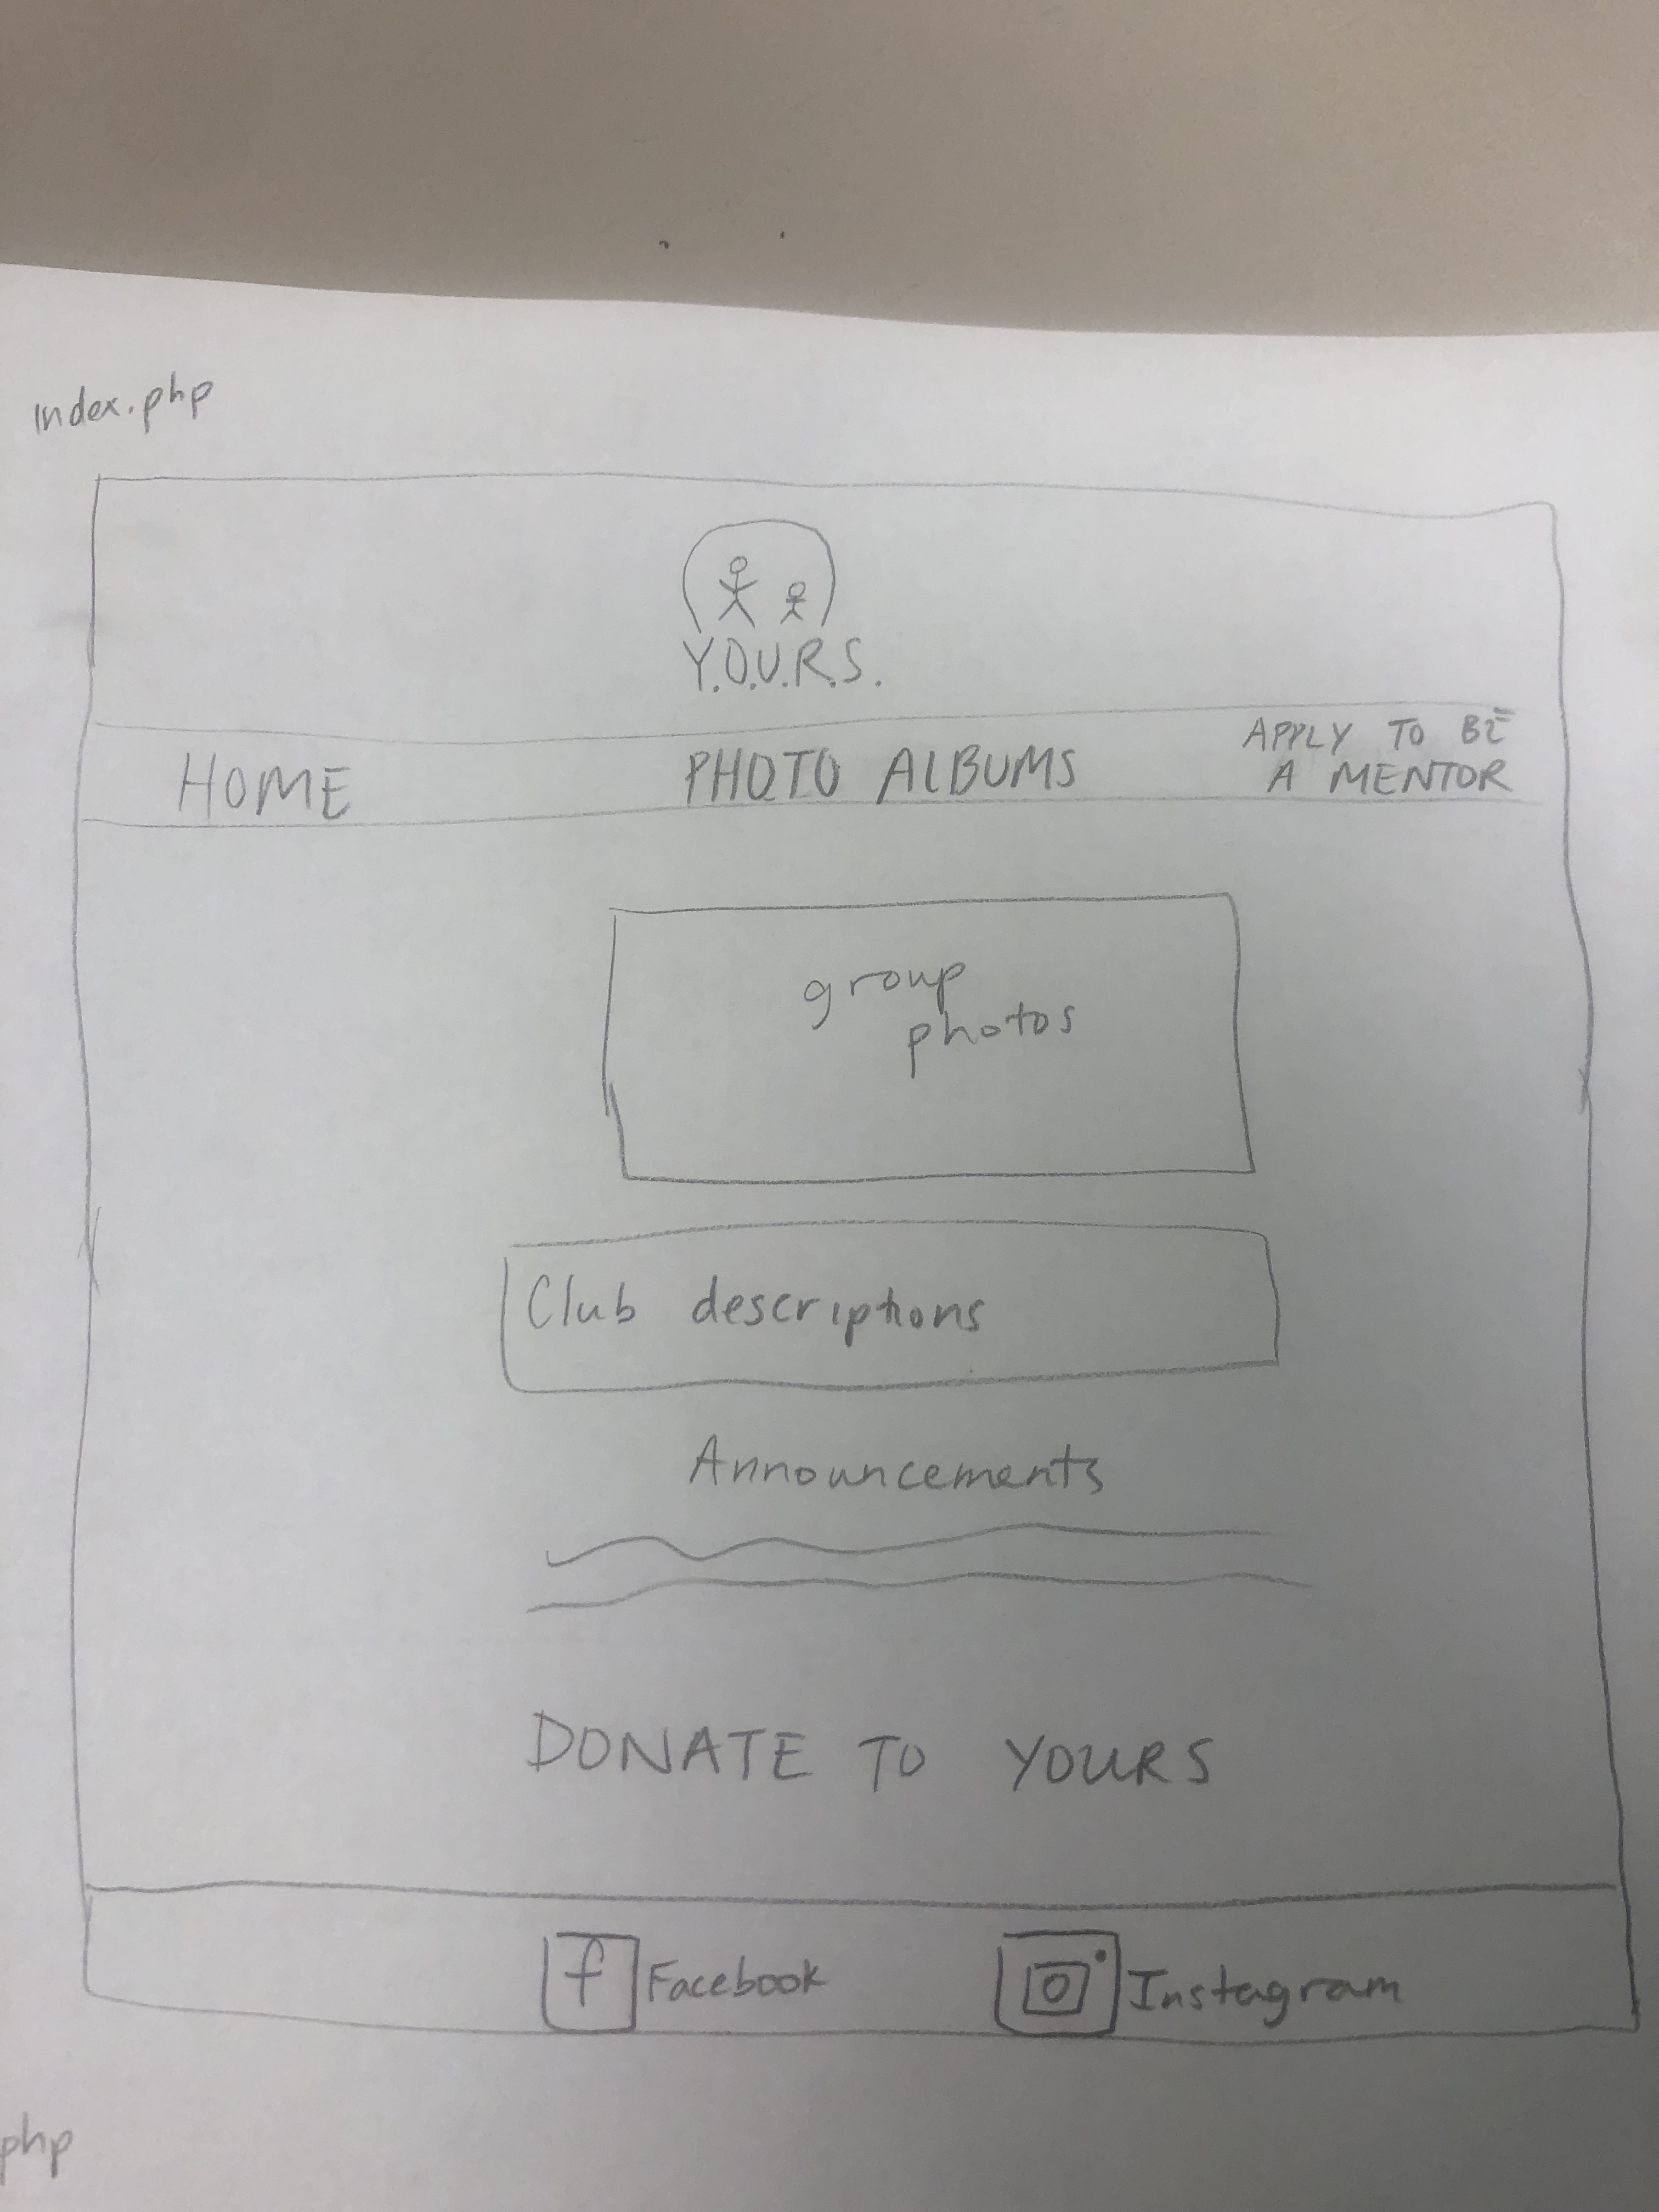 Index.php
Y.O.U.R.S.
HOME PHOTO ALBUMS APPLY TO BE
A MENTOR
group
photos
Club descriptions
Announcements
DONATE TO YOURS
f Facebook Instagram
php